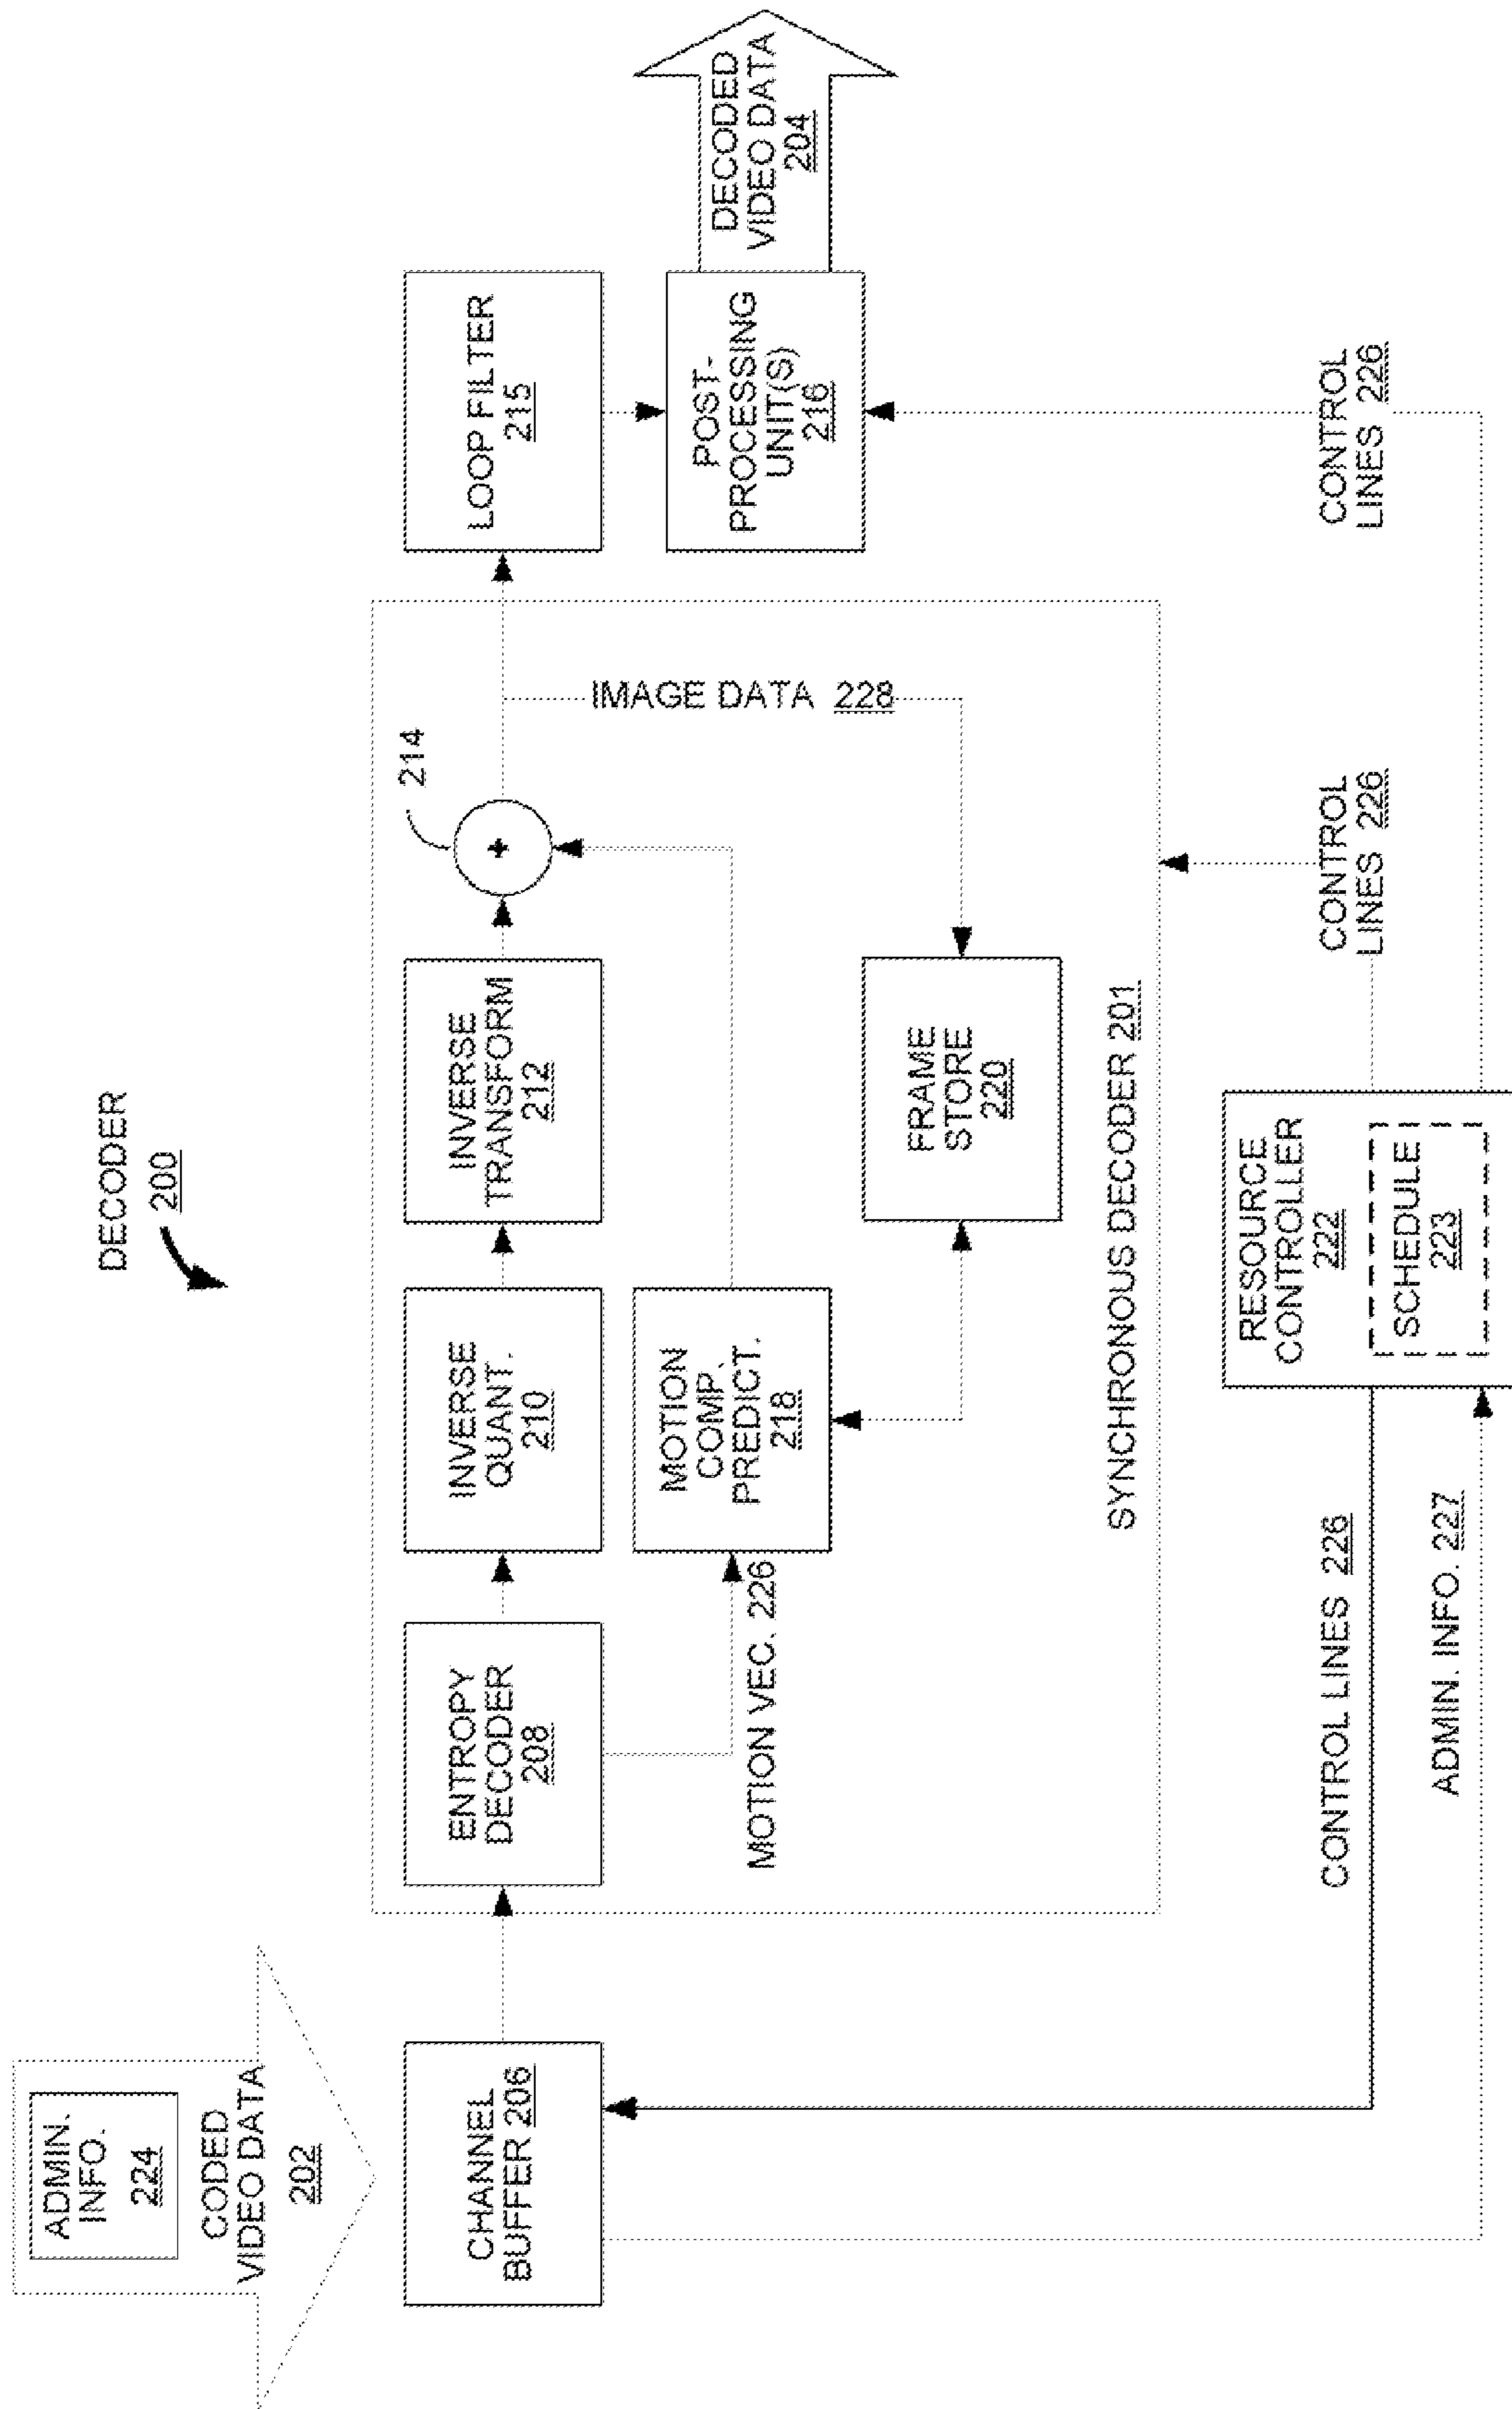 DECODER
200
ADMIN.
INFO.
224
CODED
VIDEO DATA
202
CHANNEL
BUFFER 206
ENTROPY
DECODER
208
INVERSE
QUANT.
210
INVERSE
TRANSFORM
212
214
+
LOOP FILTER
215
MOTION VEC. 226
MOTION
COMP.
PREDICT.
218
IMAGE DATA 228
FRAME
STORE
220
POST-
PROCESSING
UNIT(S)
216
DECODED
VIDEO DATA
204
SYNCHRONOUS DECODER 201
CONTROL LINES 226
ADMIN. INFO. 227
RESOURCE
CONTROLLER
222
SCHEDULE
223
CONTROL
LINES 226
CONTROL
LINES 226